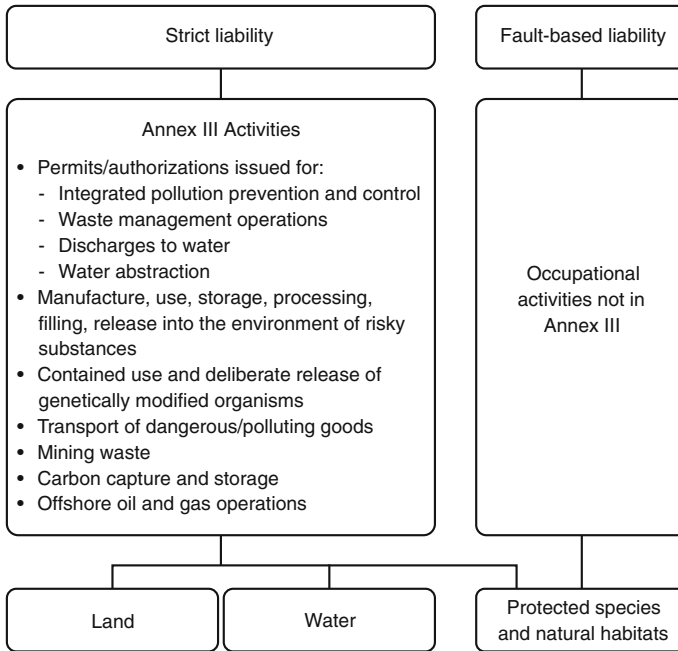 Strict liability
Fault-based liability
Annex III Activities
• Permits/authorizations issued for:
- Integrated pollution prevention and control
- Waste management operations
- Discharges to water
- Water abstraction
• Manufacture, use, storage, processing,
filling, release into the environment of risky
substances
• Contained use and deliberate release of
genetically modified organisms
• Transport of dangerous/polluting goods
• Mining waste
• Carbon capture and storage
• Offshore oil and gas operations
Occupational
activities not in
Annex III
Land
Water
Protected species
and natural habitats